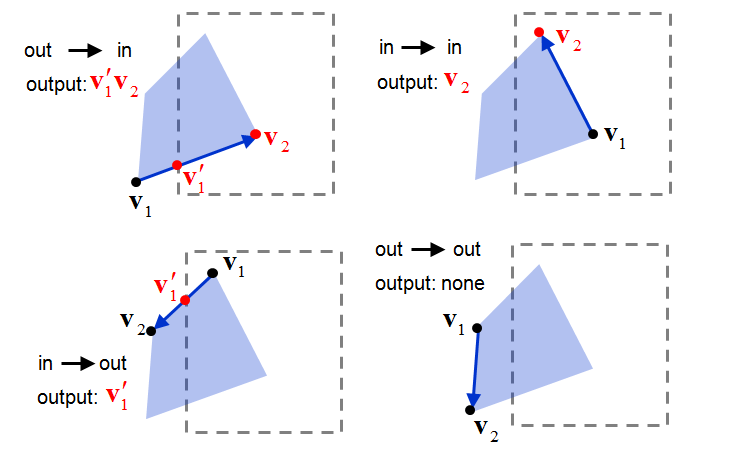 out → in
output: v₁′v₂
v₂
v₁′
v₁
in → in
output: v₂
v₂
v₁
v₁
v₁′
v₂
in → out
output: v₁′
out → out
output: none
v₁
v₂